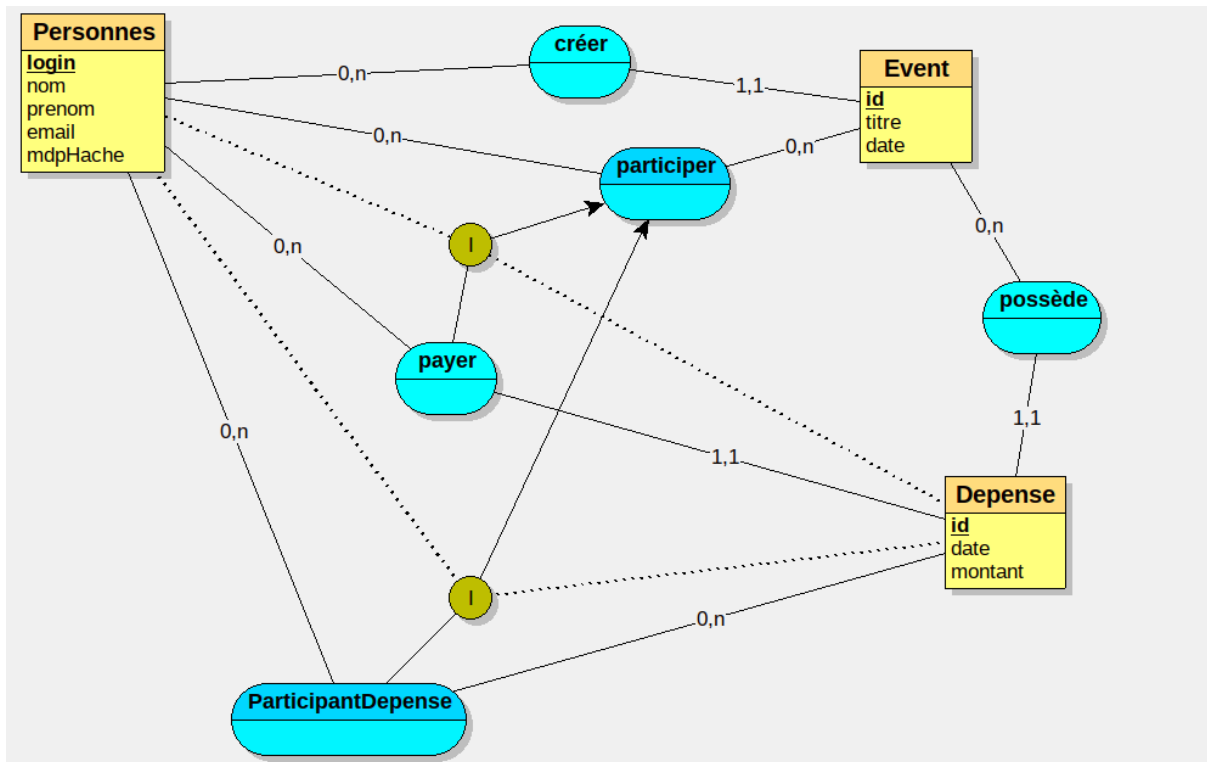 Personnes
login
nom
prenom
email
mdpHache
créer
Event
id
titre
date
0,n
1,1
0,n
0,n
participer
0,n
I
0,n
possède
payer
0,n
1,1
1,1
Depense
id
date
montant
I
0,n
ParticipantDepense